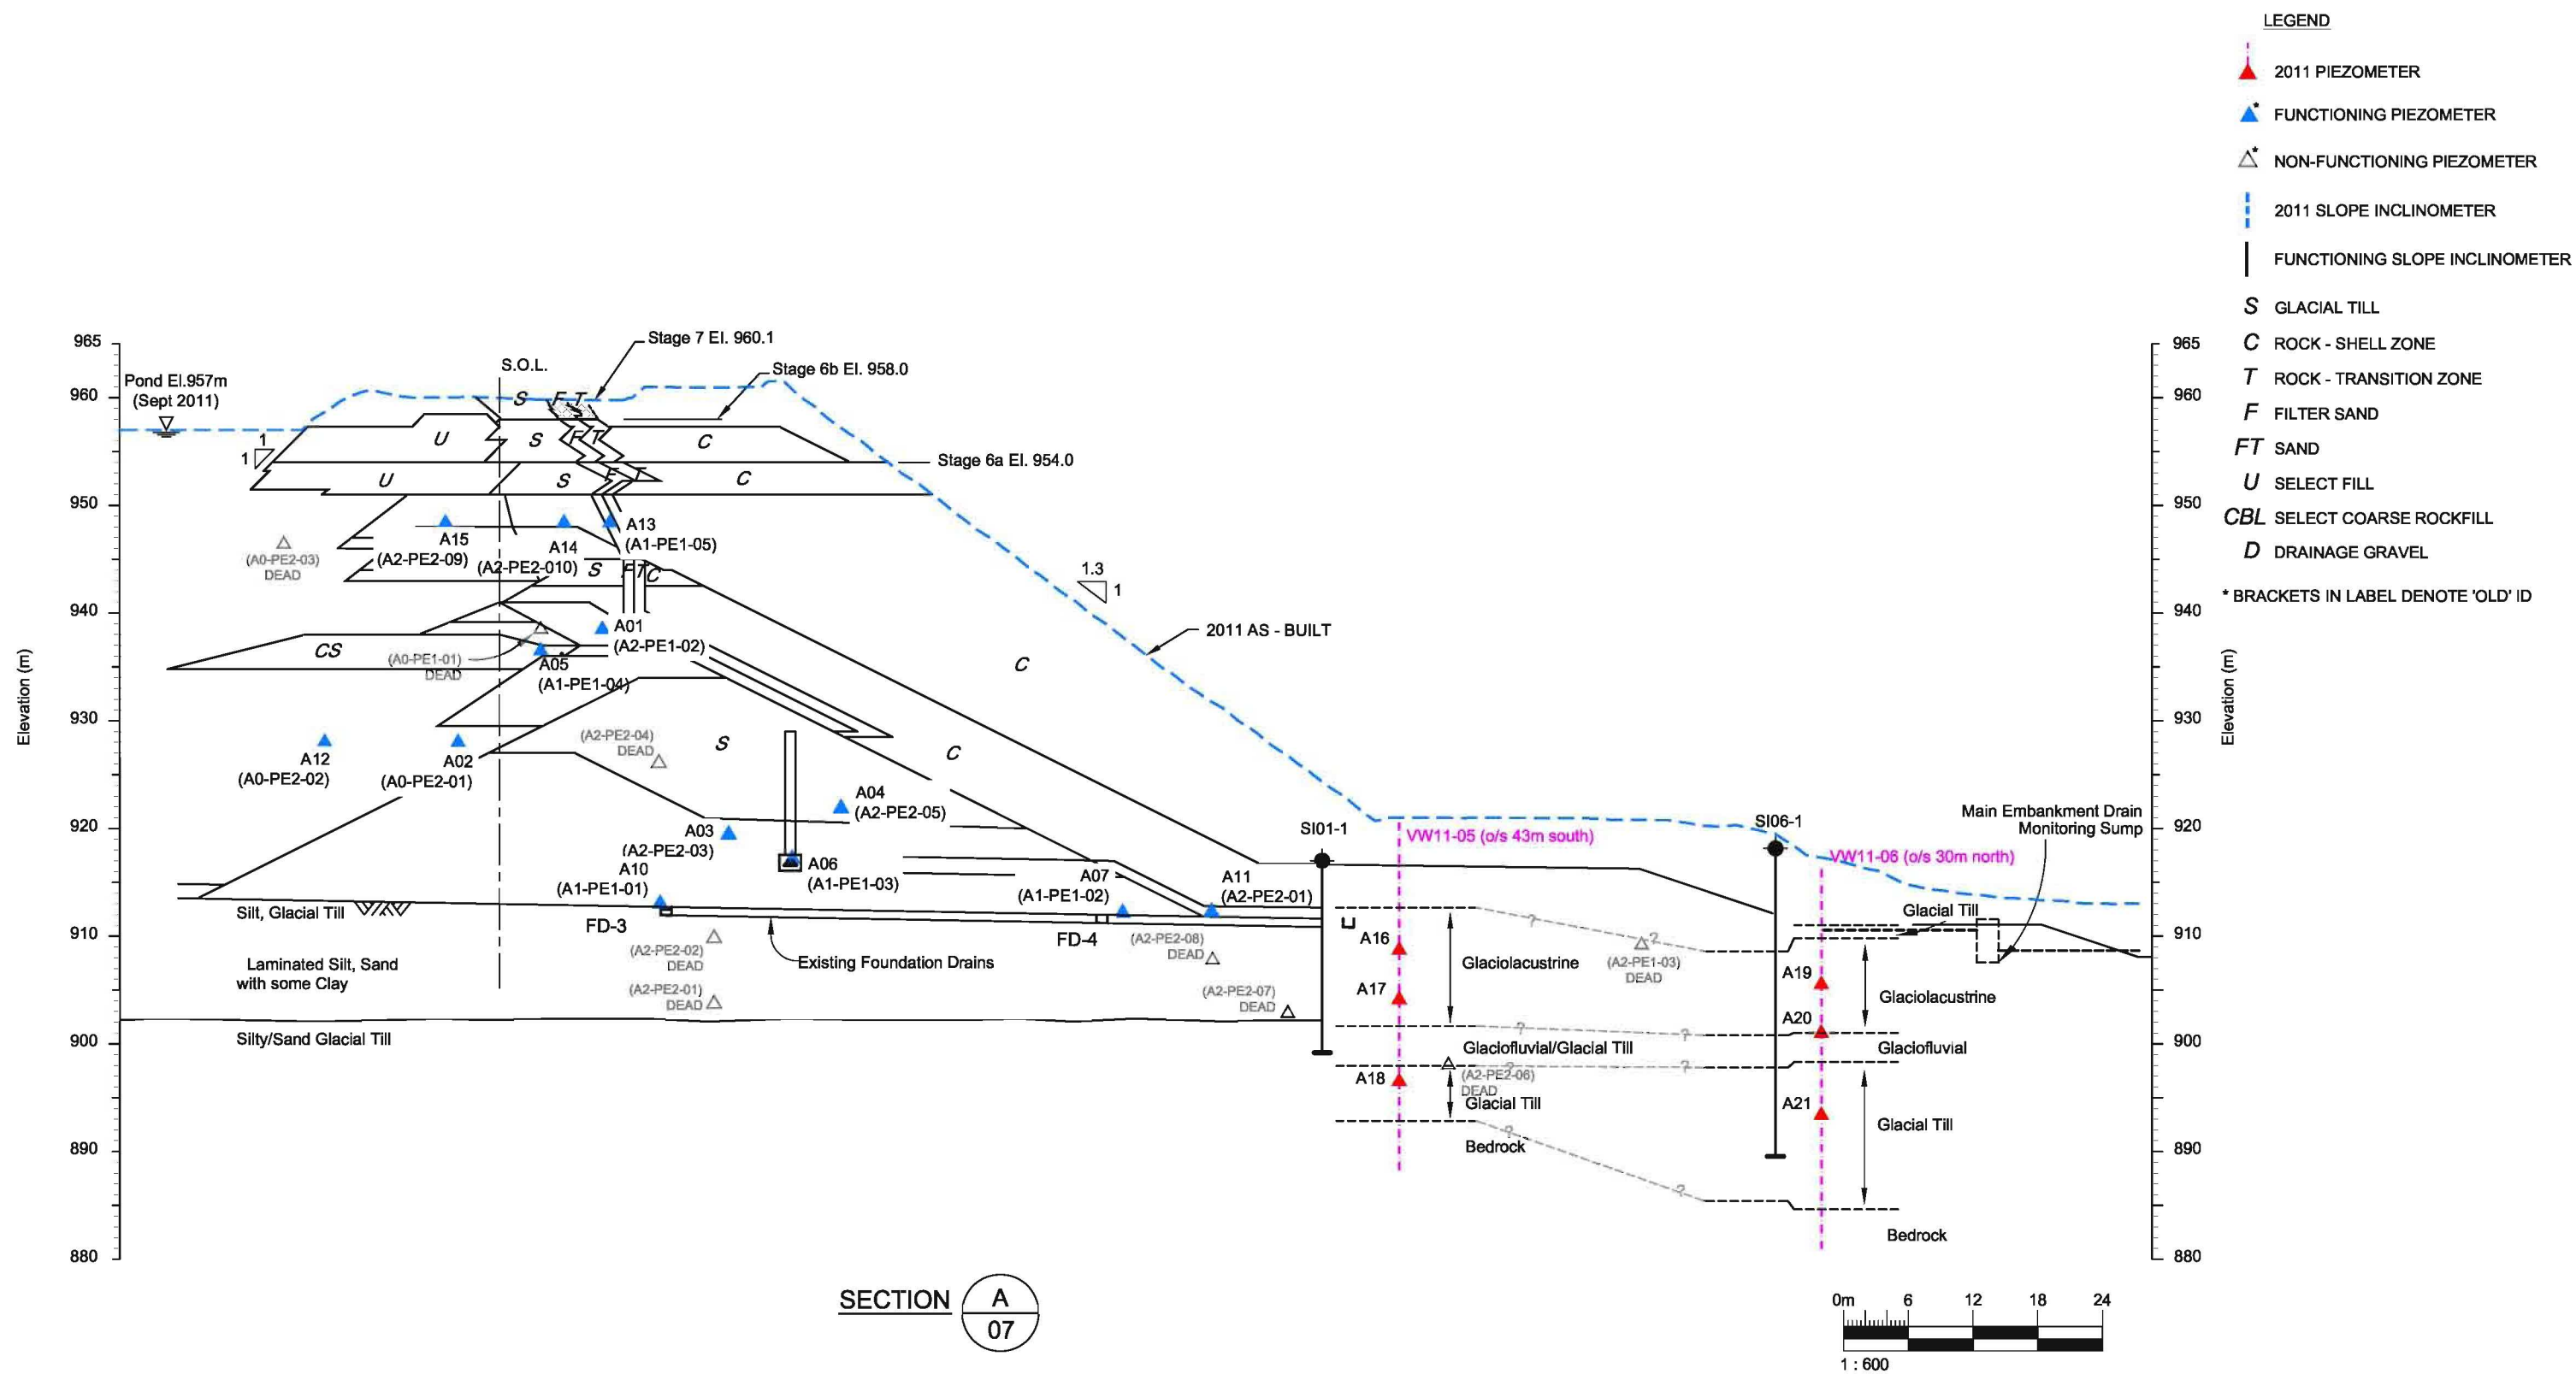 LEGEND
2011 PIEZOMETER
* FUNCTIONING PIEZOMETER
* NON-FUNCTIONING PIEZOMETER
2011 SLOPE INCLINOMETER
FUNCTIONING SLOPE INCLINOMETER
S GLACIAL TILL
C ROCK - SHELL ZONE
T ROCK - TRANSITION ZONE
F FILTER SAND
FT SAND
U SELECT FILL
CBL SELECT COARSE ROCKFILL
D DRAINAGE GRAVEL
* BRACKETS IN LABEL DENOTE 'OLD' ID
Elevation (m)
965
960
950
940
930
920
910
900
890
880
Pond El.957m
(Sept 2011)
1
1
S.O.L.
Stage 7 El. 960.1
Stage 6b El. 958.0
Stage 6a El. 954.0
S F T
U S F T C
U S F T C
A13
(A1-PE1-05)
A15
(A2-PE2-09)
A14
(A2-PE2-010)
(A0-PE2-03)
DEAD
S F T C
1.3
1
2011 AS - BUILT
A01
(A2-PE1-02)
CS
(A0-PE1-01)
DEAD
A05
(A1-PE1-04)
C
A12
(A0-PE2-02)
A02
(A0-PE2-01)
(A2-PE2-04)
DEAD
S
C
A04
(A2-PE2-05)
A03
(A2-PE2-03)
A10
(A1-PE1-01)
A06
(A1-PE1-03)
A07
(A1-PE1-02)
A11
(A2-PE2-01)
Silt, Glacial Till
FD-3
FD-4
(A2-PE2-02)
DEAD
(A2-PE2-08)
DEAD
Existing Foundation Drains
Laminated Silt, Sand
with some Clay
(A2-PE2-01)
DEAD
(A2-PE2-07)
DEAD
Silty/Sand Glacial Till
SI01-1
VW11-05 (o/s 43m south)
SI06-1
VW11-06 (o/s 30m north)
Main Embankment Drain
Monitoring Sump
A16
A17
A18
Glaciolacustrine
? ?
(A2-PE1-03)
DEAD
? ?
Glaciofluvial/Glacial Till
? ?
(A2-PE2-06)
DEAD
Glacial Till
Bedrock
? ?
Glacial Till
A19
Glaciolacustrine
A20
Glaciofluvial
A21
Glacial Till
Bedrock
965
960
950
940
930
920
910
900
890
880
Elevation (m)
SECTION
A
07
0m 6 12 18 24
1 : 600